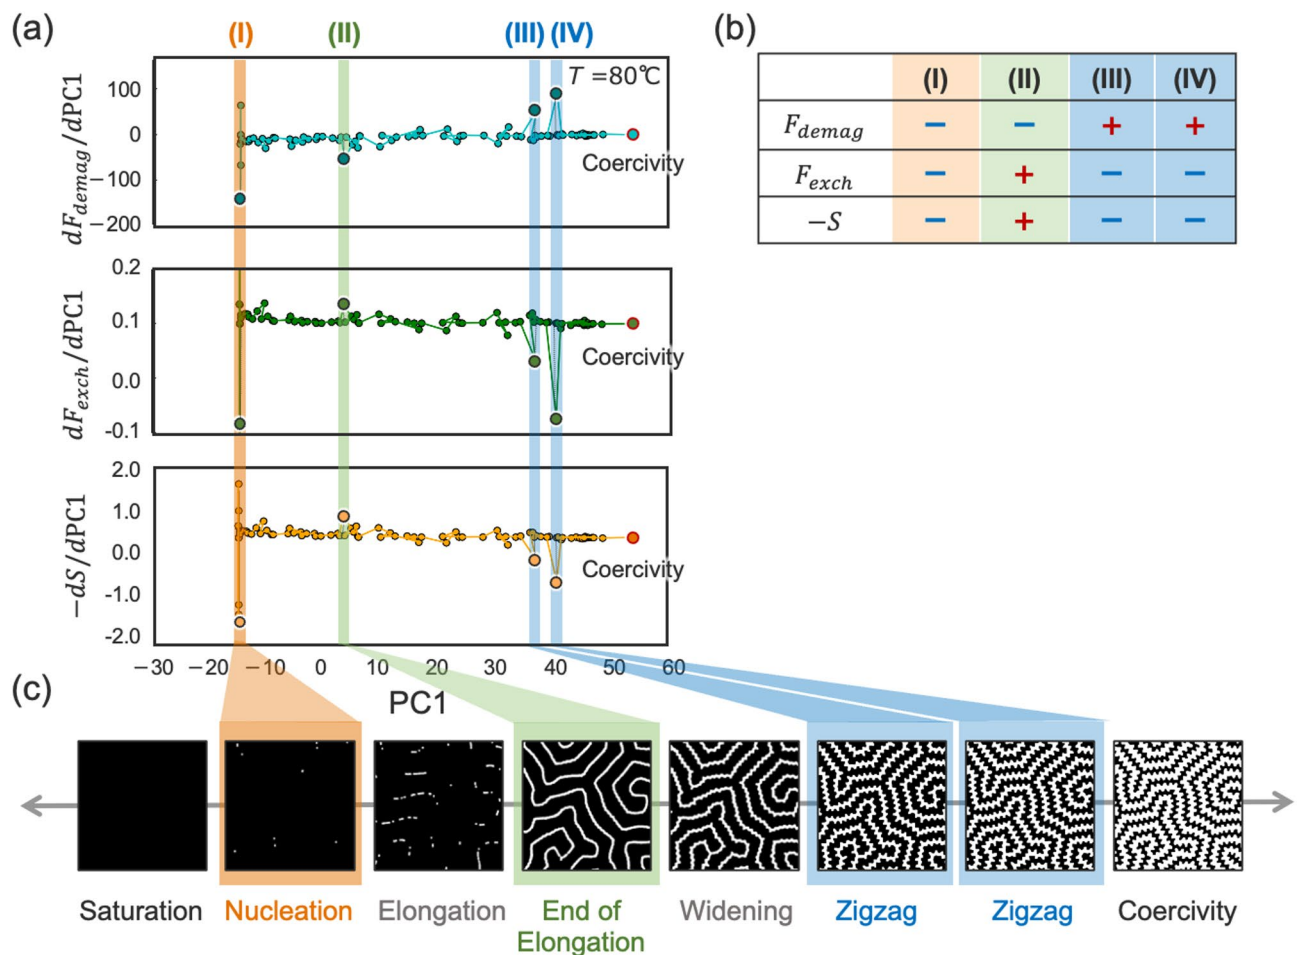 (a)
(I) (II) (III) (IV)
T =80℃
100
0
−100
−200
dF_demag/dPC1
Coercivity
0.2
0.1
0.0
-0.1
dF_exch/dPC1
Coercivity
2.0
1.0
0.0
-1.0
-2.0
−dS/dPC1
Coercivity
−30 −20 −10 0 10 20 30 40 50 60
PC1
(b)
(I) (II) (III) (IV)
F_demag − − + +
F_exch − + − −
−S − + − −
(c)
Saturation Nucleation Elongation End of Elongation Widening Zigzag Zigzag Coercivity